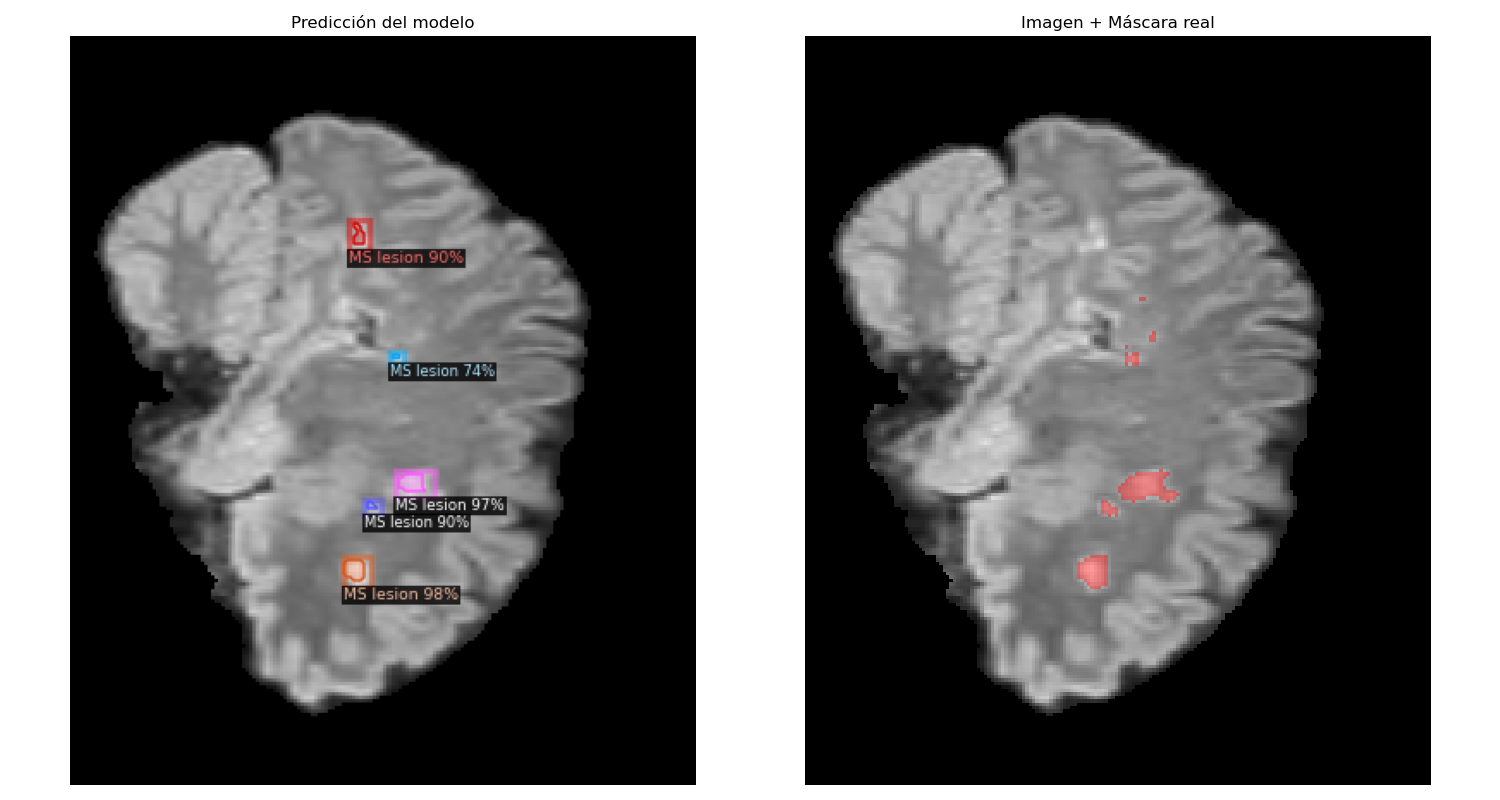 Predicción del modelo
Imagen + Máscara real
MS lesion 90%
MS lesion 74%
MS lesion 97%
MS lesion 90%
MS lesion 98%